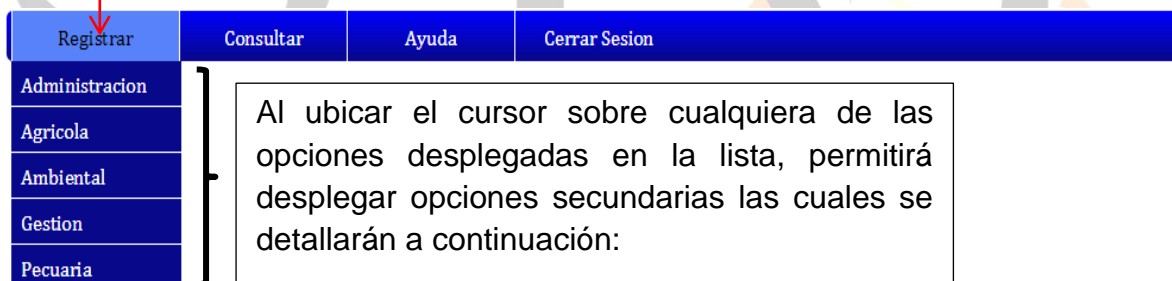 Registrar Consultar Ayuda Cerrar Sesion
Administracion
Agricola
Ambiental
Gestion
Pecuaria
Al ubicar el cursor sobre cualquiera de las
opciones desplegadas en la lista, permitirá
desplegar opciones secundarias las cuales se
detallarán a continuación: